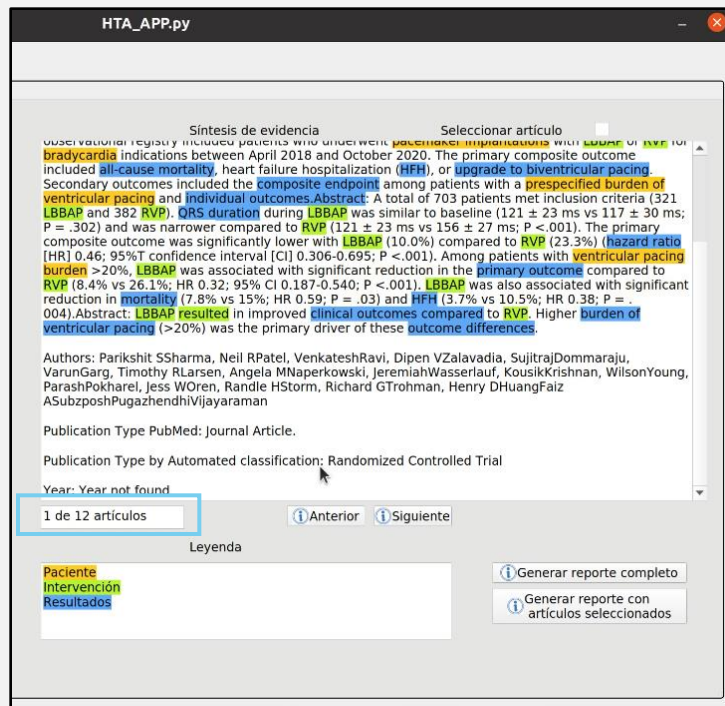 HTA_APP.py
Síntesis de evidencia Seleccionar artículo
observational registry included patients who underwent pacemaker implantations with LBBAP or RVP for
bradycardia indications between April 2018 and October 2020. The primary composite outcome
included all-cause mortality, heart failure hospitalization (HFH), or upgrade to biventricular pacing.
Secondary outcomes included the composite endpoint among patients with a prespecified burden of
ventricular pacing and individual outcomes.Abstract: A total of 703 patients met inclusion criteria (321
LBBAP and 382 RVP). QRS duration during LBBAP was similar to baseline (121 ± 23 ms vs 117 ± 30 ms;
P = .302) and was narrower compared to RVP (121 ± 23 ms vs 156 ± 27 ms; P <.001). The primary
composite outcome was significantly lower with LBBAP (10.0%) compared to RVP (23.3%) (hazard ratio
[HR] 0.46; 95%T confidence interval [CI] 0.306-0.695; P <.001). Among patients with ventricular pacing
burden >20%, LBBAP was associated with significant reduction in the primary outcome compared to
RVP (8.4% vs 26.1%; HR 0.32; 95% CI 0.187-0.540; P <.001). LBBAP was also associated with significant
reduction in mortality (7.8% vs 15%; HR 0.59; P = .03) and HFH (3.7% vs 10.5%; HR 0.38; P = .
004).Abstract: LBBAP resulted in improved clinical outcomes compared to RVP. Higher burden of
ventricular pacing (>20%) was the primary driver of these outcome differences.
Authors: Parikshit SSharma, Neil RPatel, VenkateshRavi, Dipen VZalavadia, SujitrajDommaraju,
VarunGarg, Timothy RLarsen, Angela MNaperkowski, JeremiahWasserlauf, KousikKrishnan, WilsonYoung,
ParashPokharel, Jess WOren, Randle HStorm, Richard GTrohman, Henry DHuangFaiz
ASubzposhPugazhendhiVijayaraman
Publication Type PubMed: Journal Article.
Publication Type by Automated classification: Randomized Controlled Trial
Year: Year not found
1 de 12 artículos Anterior Siguiente
Leyenda
Paciente
Intervención
Resultados
Generar reporte completo
Generar reporte con
artículos seleccionados